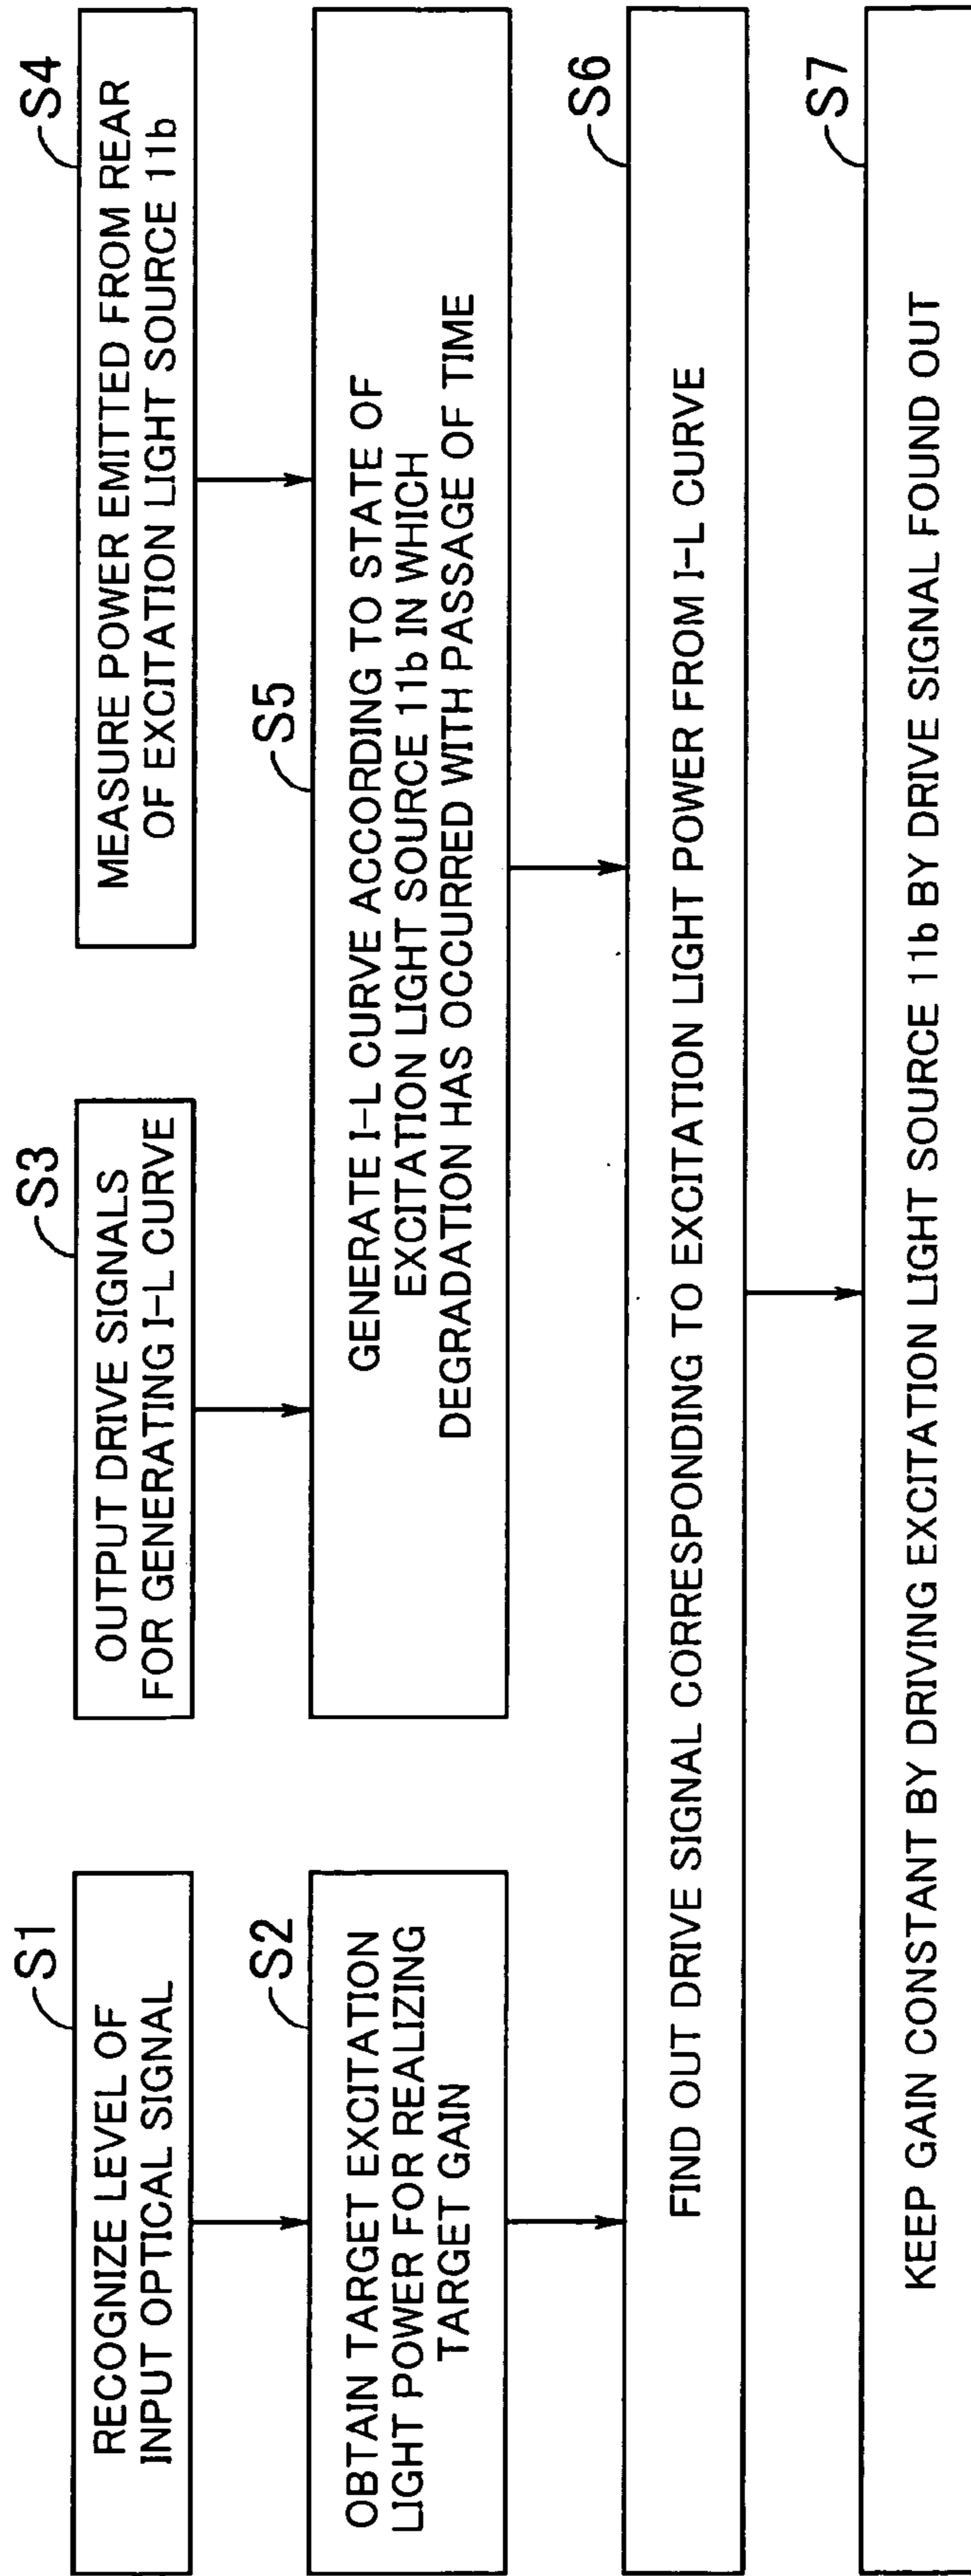 S1
RECOGNIZE LEVEL OF
INPUT OPTICAL SIGNAL
S2
OBTAIN TARGET EXCITATION
LIGHT POWER FOR REALIZING
TARGET GAIN
S3
OUTPUT DRIVE SIGNALS
FOR GENERATING I-L CURVE
S4
MEASURE POWER EMITTED FROM REAR
OF EXCITATION LIGHT SOURCE 11b
S5
GENERATE I-L CURVE ACCORDING TO STATE OF
EXCITATION LIGHT SOURCE 11b IN WHICH
DEGRADATION HAS OCCURRED WITH PASSAGE OF TIME
S6
FIND OUT DRIVE SIGNAL CORRESPONDING TO EXCITATION LIGHT POWER FROM I-L CURVE
S7
KEEP GAIN CONSTANT BY DRIVING EXCITATION LIGHT SOURCE 11b BY DRIVE SIGNAL FOUND OUT